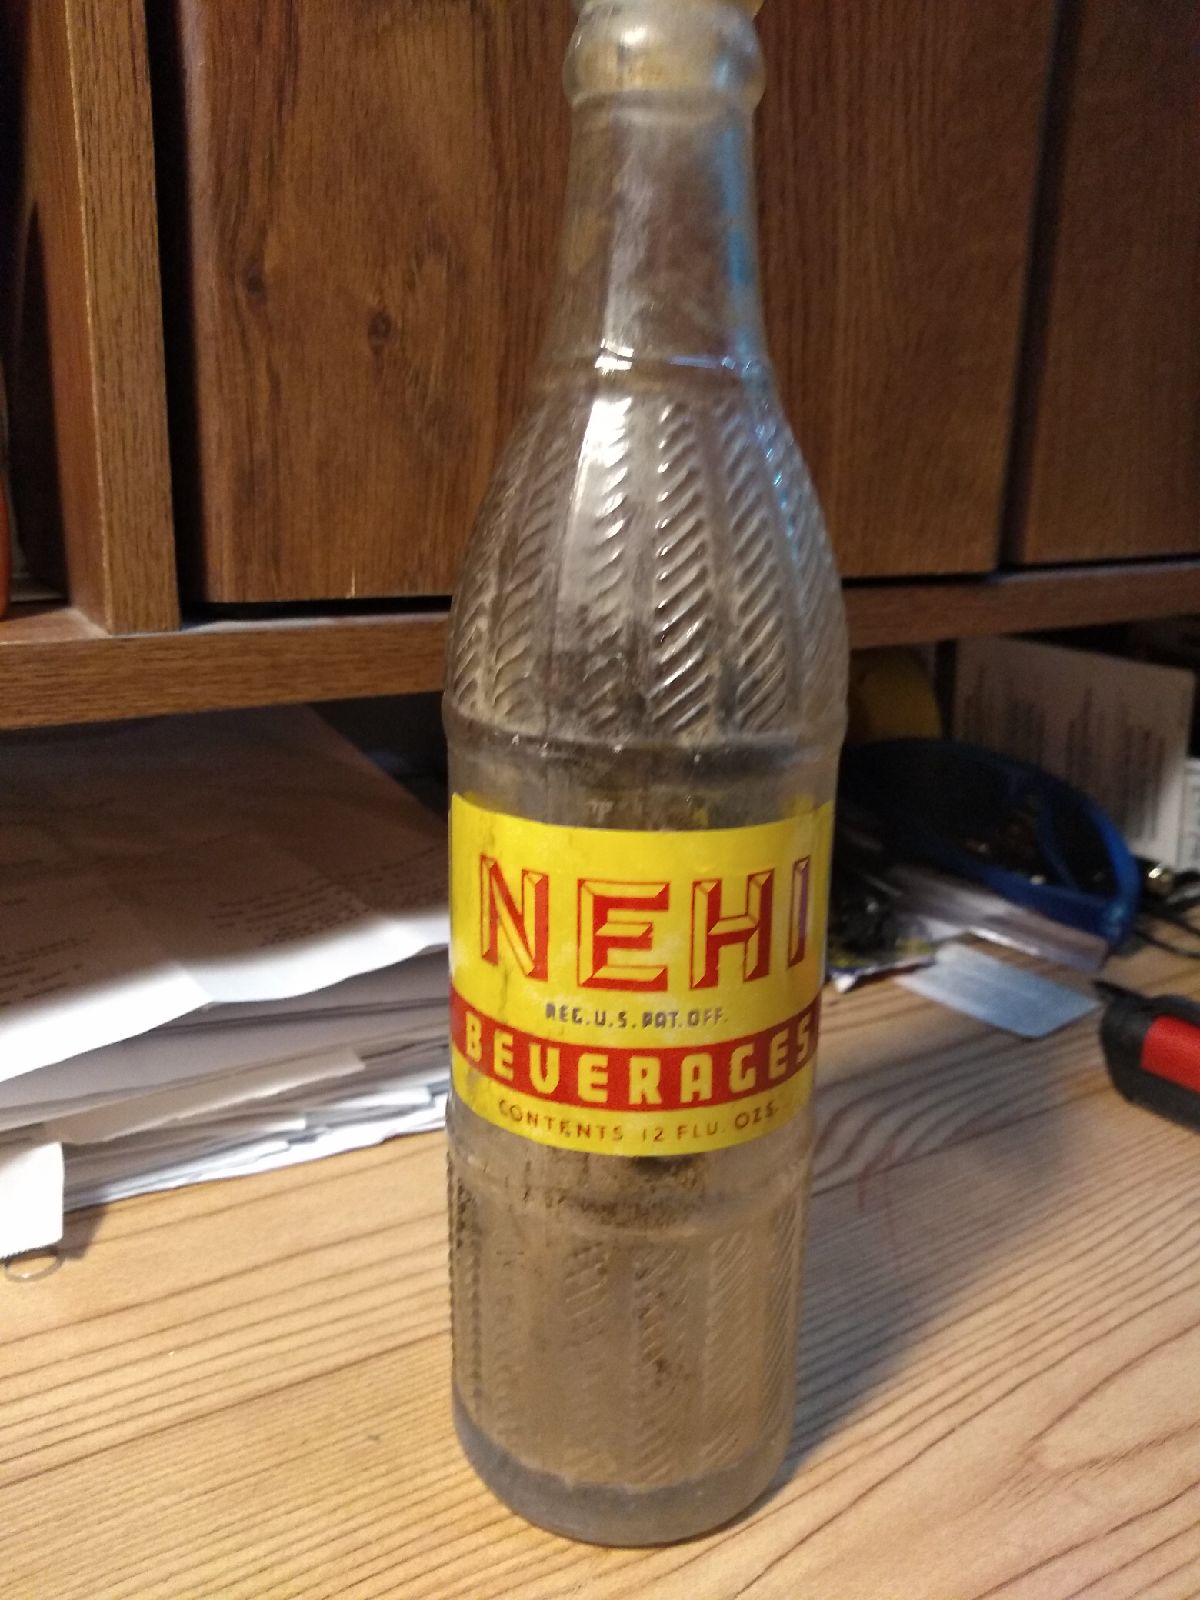 NEHI
REG. U.S. PAT. OFF.
BEVERAGES
CONTENTS 12 FLU. OZS.